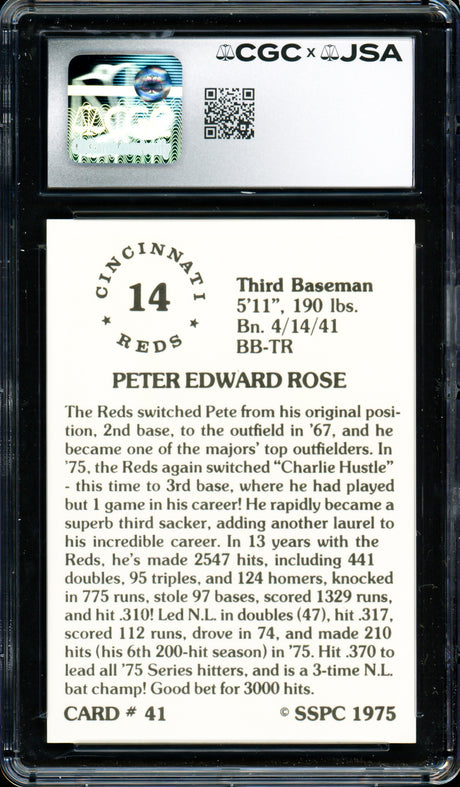 CGC x JSA
CINCINNATI
14
REDS
Third Baseman
5'11", 190 lbs.
Bn. 4/14/41
BB-TR
PETER EDWARD ROSE
The Reds switched Pete from his original posi-
tion, 2nd base, to the outfield in '67, and he
became one of the majors' top outfielders. In
'75, the Reds again switched "Charlie Hustle"
- this time to 3rd base, where he had played
but 1 game in his career! He rapidly became a
superb third sacker, adding another laurel to
his incredible career. In 13 years with the
Reds, he's made 2547 hits, including 441
doubles, 95 triples, and 124 homers, knocked
in 775 runs, stole 97 bases, scored 1329 runs,
and hit .310! Led N.L. in doubles (47), hit .317,
scored 112 runs, drove in 74, and made 210
hits (his 6th 200-hit season) in '75. Hit .370 to
lead all '75 Series hitters, and is a 3-time N.L.
bat champ! Good bet for 3000 hits.
CARD # 41 © SSPC 1975